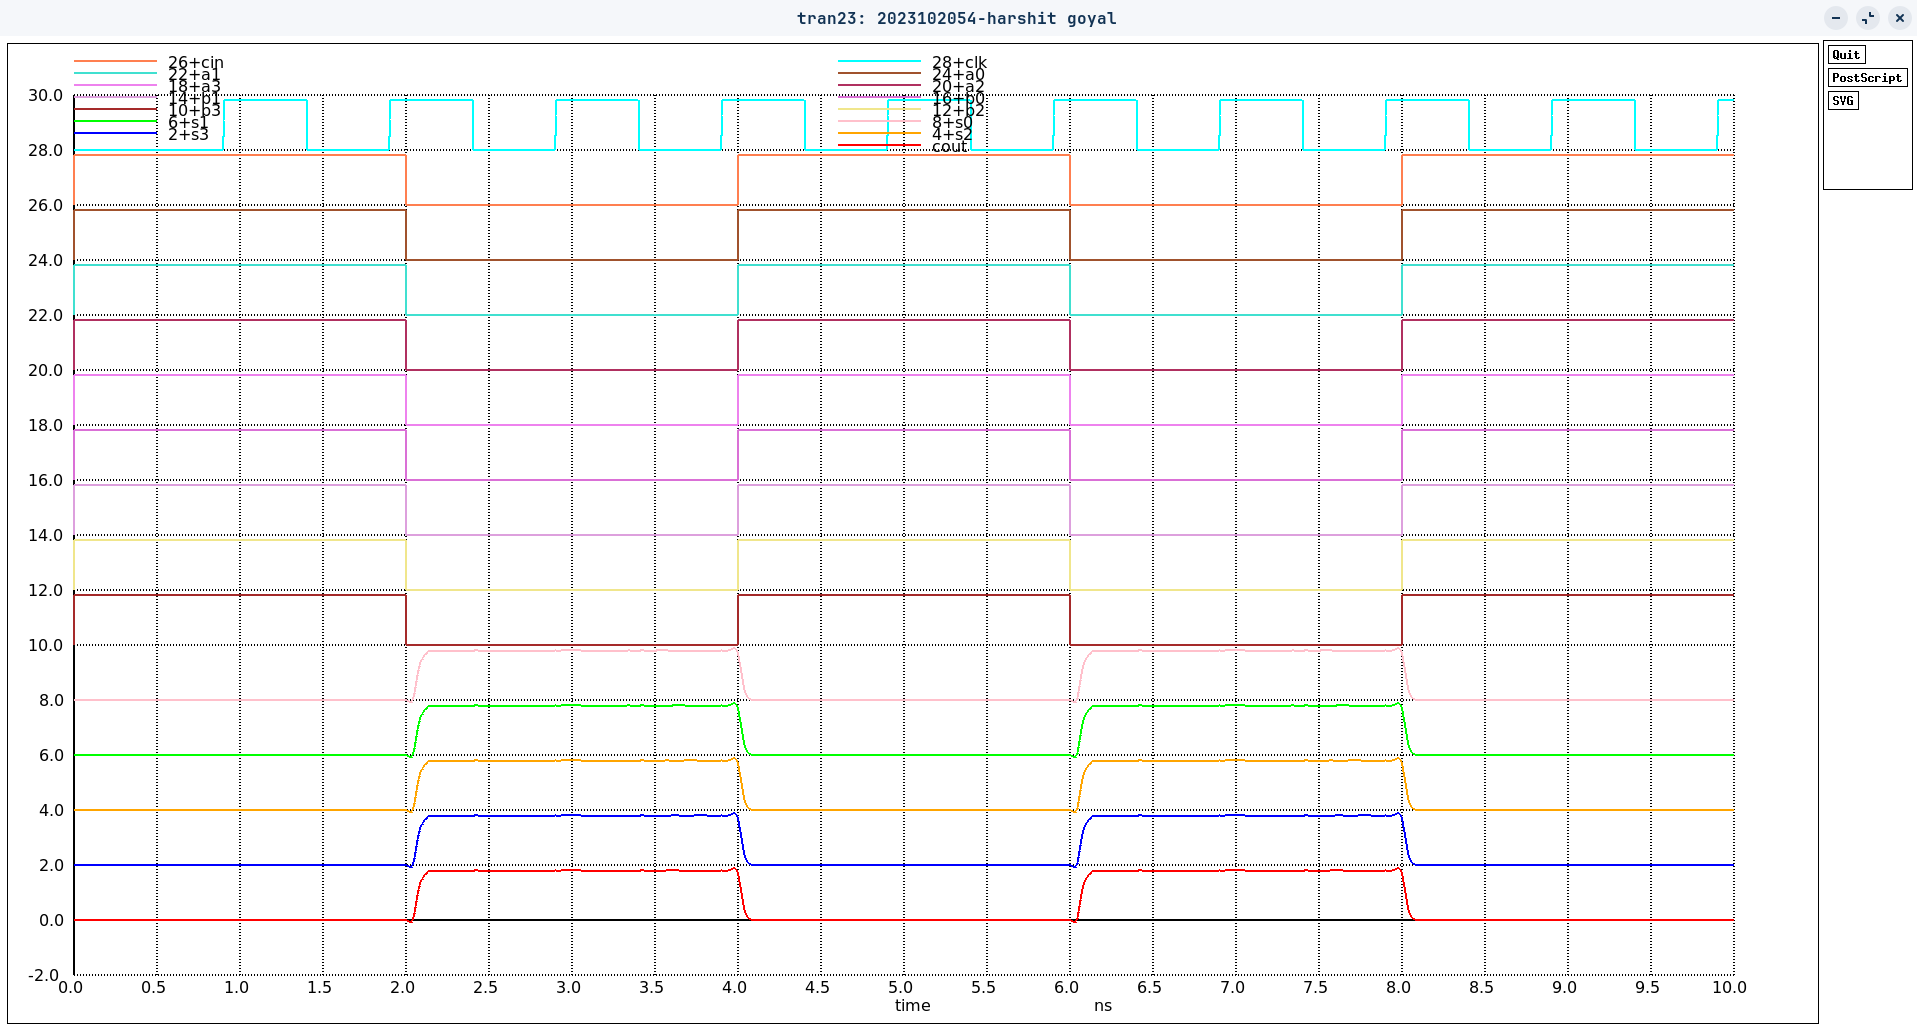 tran23: 2023102054-harshit goyal
Quit
PostScript
SVG
26+cin
22+a1
18+a3
14+b1
10+b3
6+s1
2+s3
28+clk
24+a0
20+a2
16+b0
12+b2
8+s0
4+s2
cout
30.0
28.0
26.0
24.0
22.0
20.0
18.0
16.0
14.0
12.0
10.0
8.0
6.0
4.0
2.0
0.0
-2.0
0.0 0.5 1.0 1.5 2.0 2.5 3.0 3.5 4.0 4.5 5.0 5.5 6.0 6.5 7.0 7.5 8.0 8.5 9.0 9.5 10.0
time ns